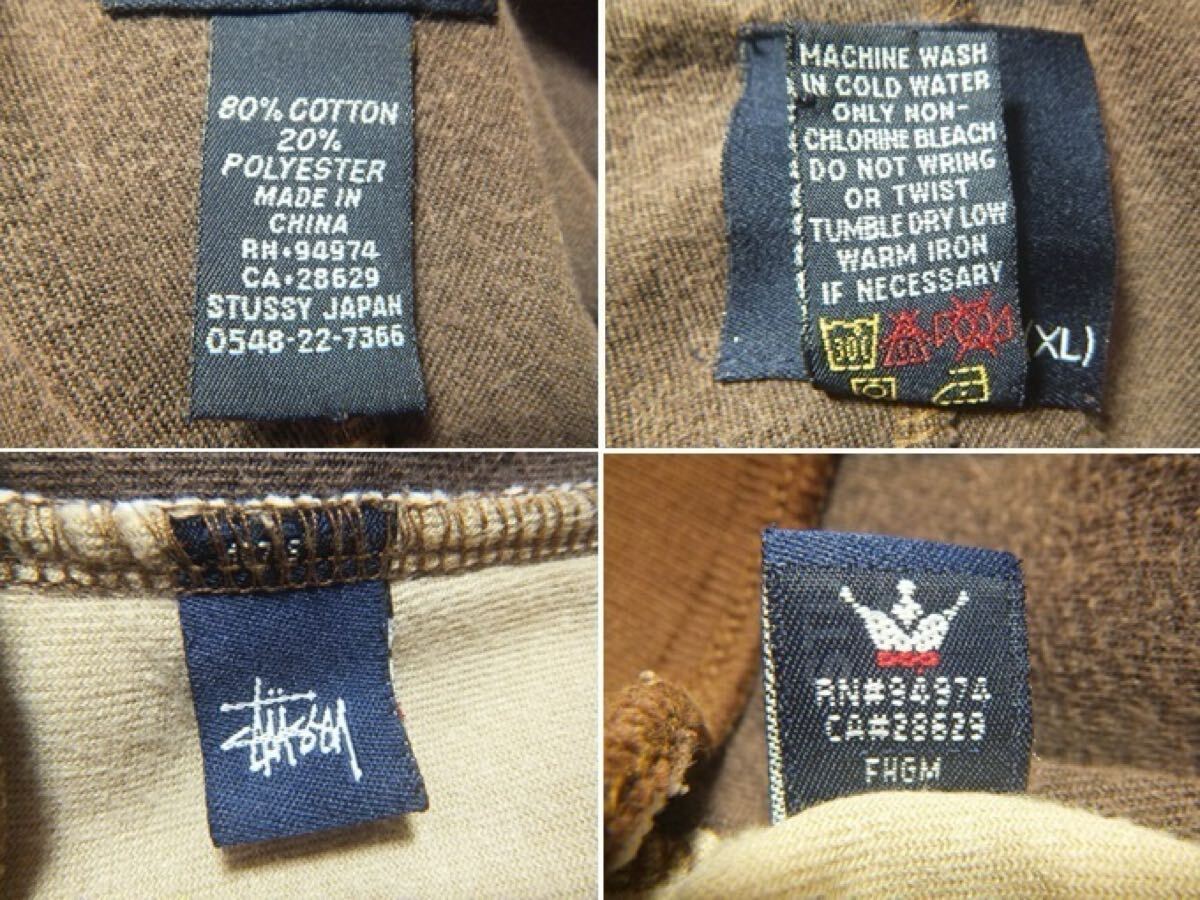 80% COTTON
20%
POLYESTER
MADE IN
CHINA
RN•94974
CA•28629
STUSSY JAPAN
0548-22-7366
MACHINE WASH
IN COLD WATER
ONLY NON-
CHLORINE BLEACH
DO NOT WRING
OR TWIST
TUMBLE DRY LOW
WARM IRON
IF NECESSARY
30
(XL)
Stüssy
RN#94974
CA#28629
FHGM